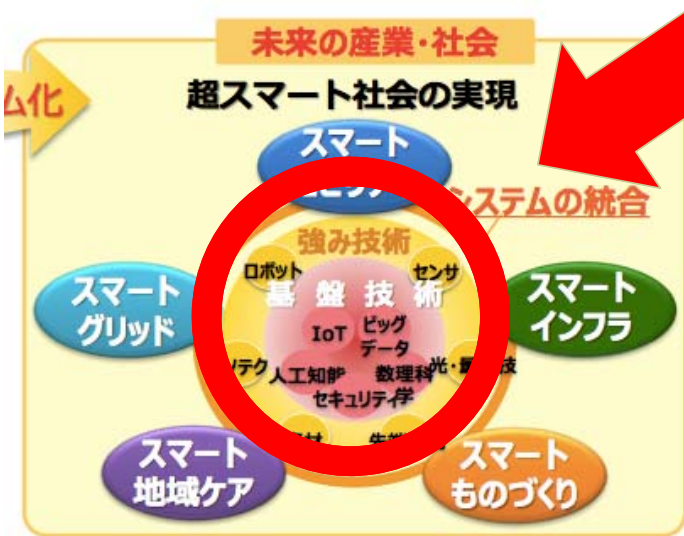 未来の産業・社会
ム化
超スマート社会の実現
スマート
システムの統合
強み技術
ロボット
センサ
基盤技術
スマート
グリッド
スマート
インフラ
IoT
ビッグ
データ
人工知能
数理科
学
セキュリティ
スマート
地域ケア
スマート
ものづくり